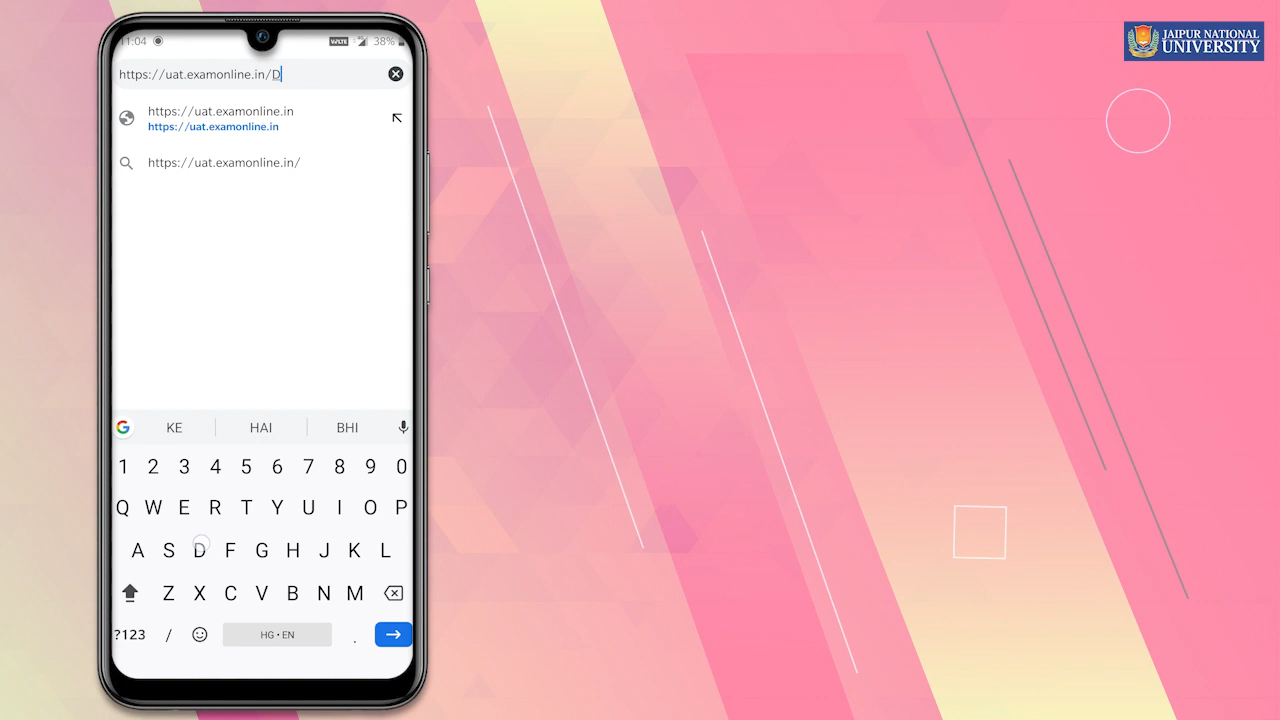 11:04 VoLTE 4G 38%
https://uat.examonline.in/D
https://uat.examonline.in
https://uat.examonline.in
https://uat.examonline.in/
G KE HAI BHI
1 2 3 4 5 6 7 8 9 0
Q W E R T Y U I O P
A S D F G H J K L
Z X C V B N M
?123 / HG • EN .
JAIPUR NATIONAL
UNIVERSITY